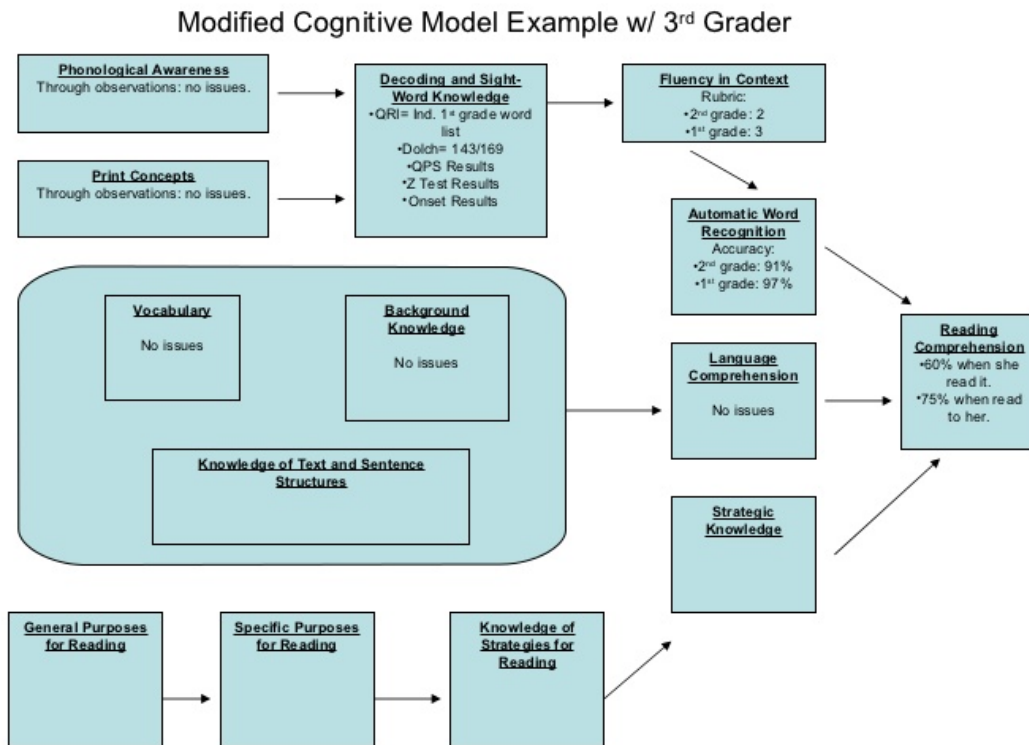 Modified Cognitive Model Example w/ 3rd Grader
Phonological Awareness
Through observations: no issues.
Print Concepts
Through observations: no issues.
Decoding and Sight-
Word Knowledge
•QRI= Ind. 1st grade word
list
•Dolch= 143/169
•QPS Results
•Z Test Results
•Onset Results
Fluency in Context
Rubric:
•2nd grade: 2
•1st grade: 3
Automatic Word
Recognition
Accuracy:
•2nd grade: 91%
•1st grade: 97%
Vocabulary
No issues
Background
Knowledge
No issues
Knowledge of Text and Sentence
Structures
Language
Comprehension
No issues
Reading
Comprehension
•60% when she
read it.
•75% when read
to her.
Strategic
Knowledge
General Purposes
for Reading
Specific Purposes
for Reading
Knowledge of
Strategies for
Reading